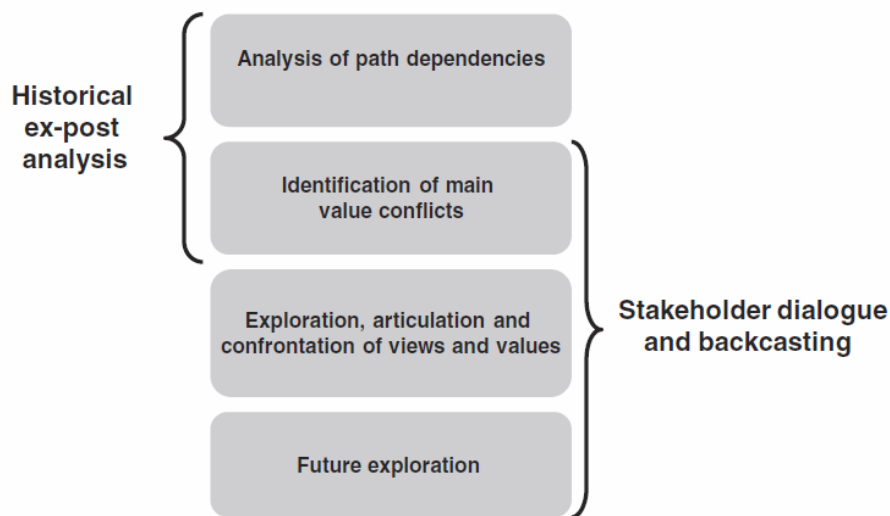 Historical
ex-post
analysis
Analysis of path dependencies
Identification of main
value conflicts
Exploration, articulation and
confrontation of views and values
Future exploration
Stakeholder dialogue
and backcasting